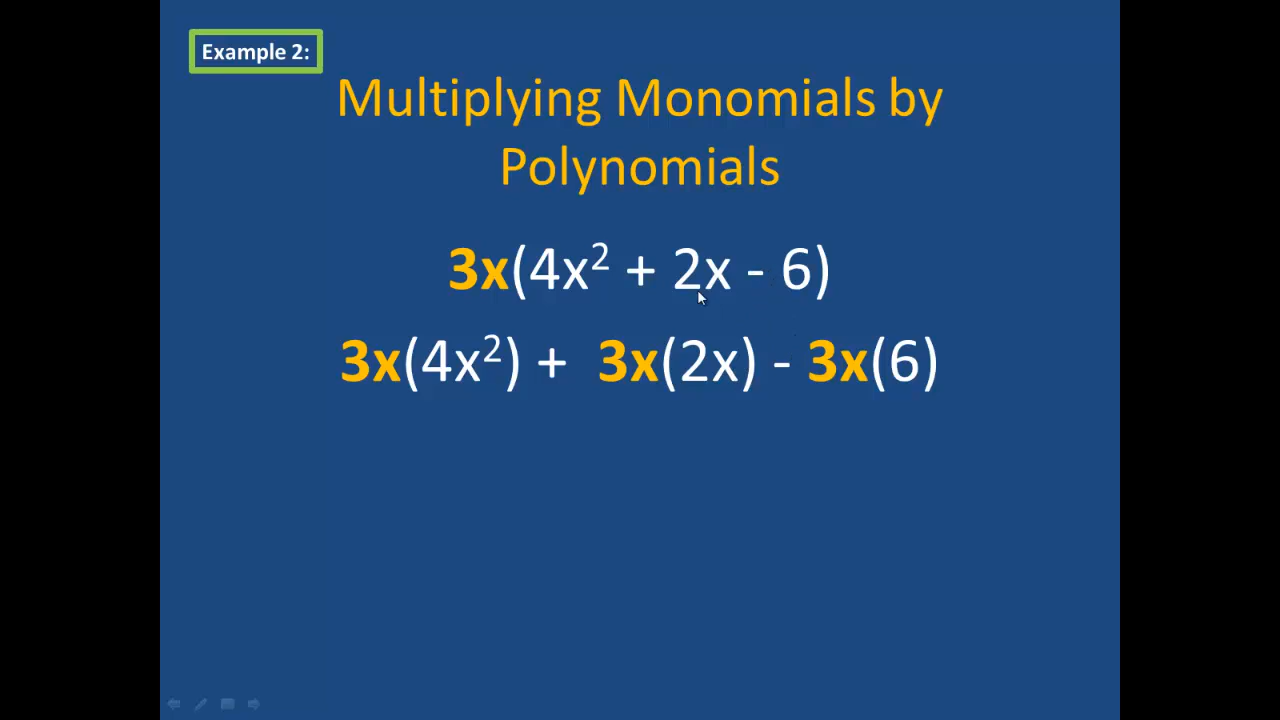 Example 2:
Multiplying Monomials by
Polynomials
3x(4x² + 2x - 6)
3x(4x²) + 3x(2x) - 3x(6)